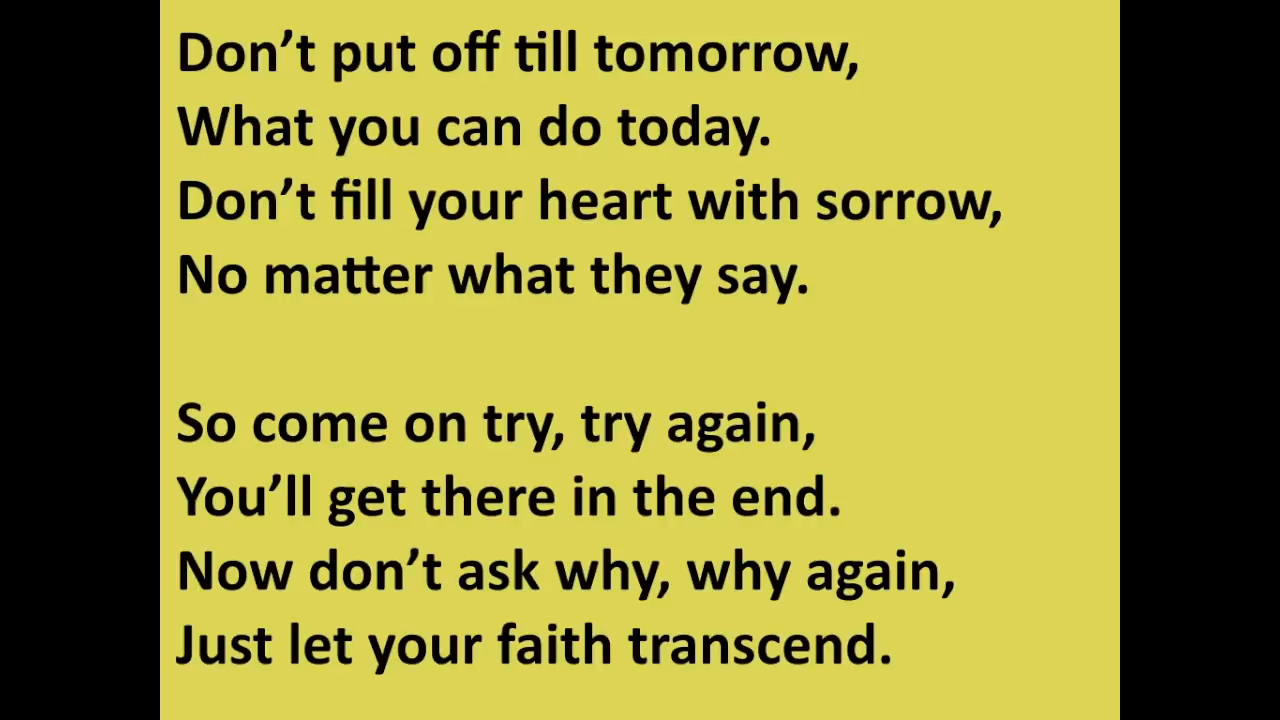 Don’t put off till tomorrow,
What you can do today.
Don’t fill your heart with sorrow,
No matter what they say.
So come on try, try again,
You’ll get there in the end.
Now don’t ask why, why again,
Just let your faith transcend.